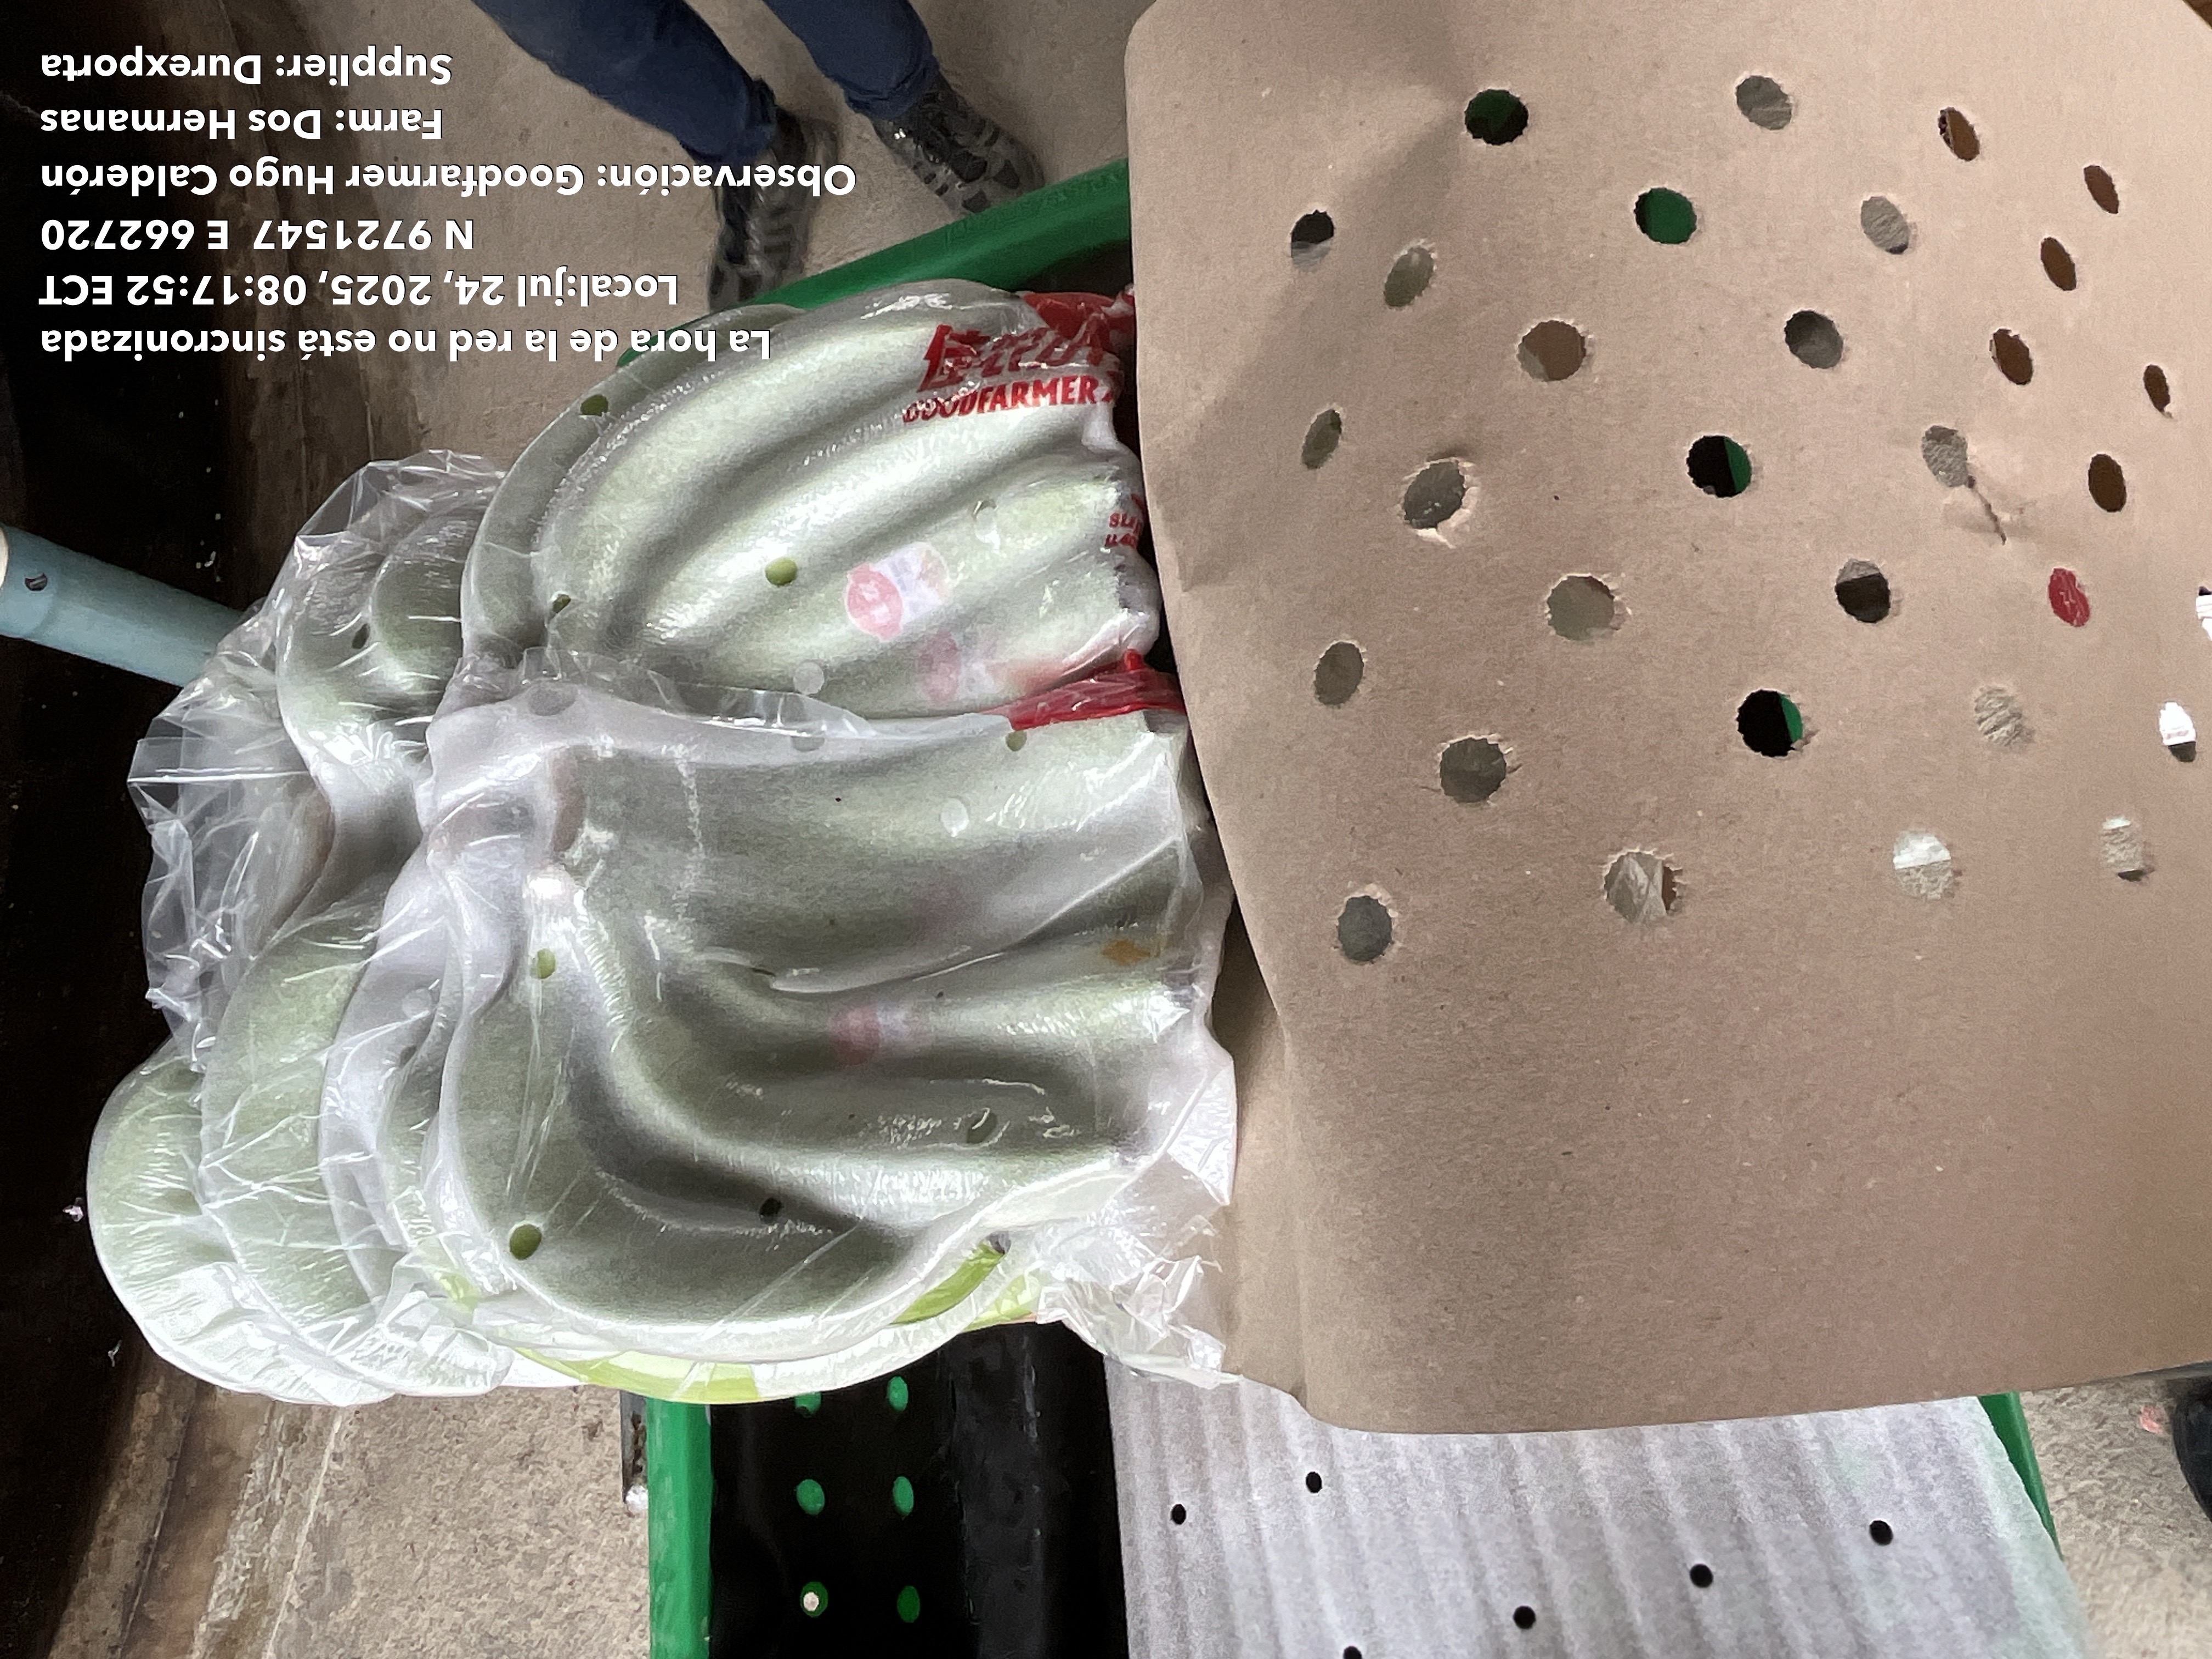 GOODFARMER
La hora de la red no está sincronizada
Local:jul 24, 2025, 08:17:52 ECT
N 9721547 E 662720
Observación: Goodfarmer Hugo Calderón
Farm: Dos Hermanas
Supplier: Durexporta